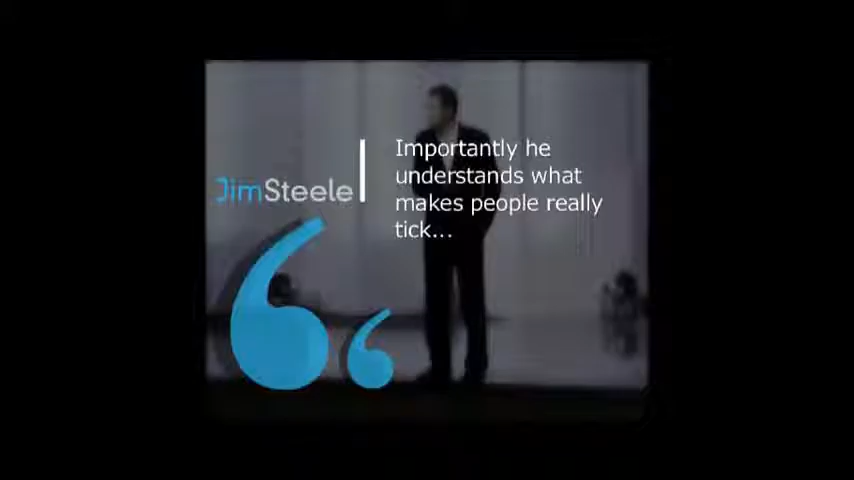 JimSteele
Importantly he
understands what
makes people really
tick...